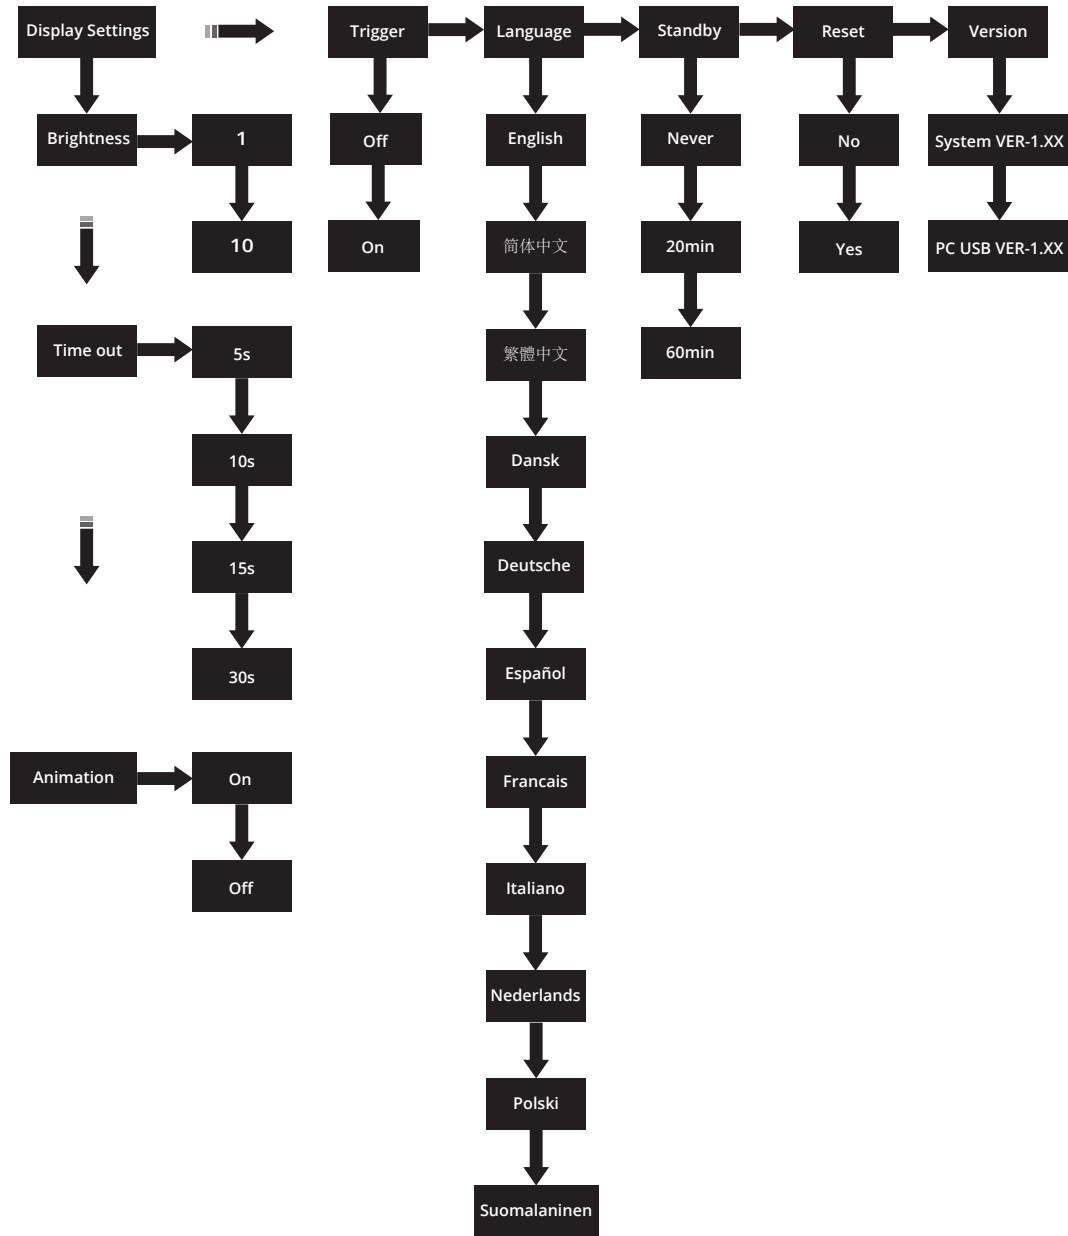 Display Settings
Trigger
Language
Standby
Reset
Version
Brightness
1
10
Time out
5s
10s
15s
30s
Animation
On
Off
Off
On
English
简体中文
繁體中文
Dansk
Deutsche
Español
Francais
Italiano
Nederlands
Polski
Suomalaninen
Never
20min
60min
No
Yes
System VER-1.XX
PC USB VER-1.XX